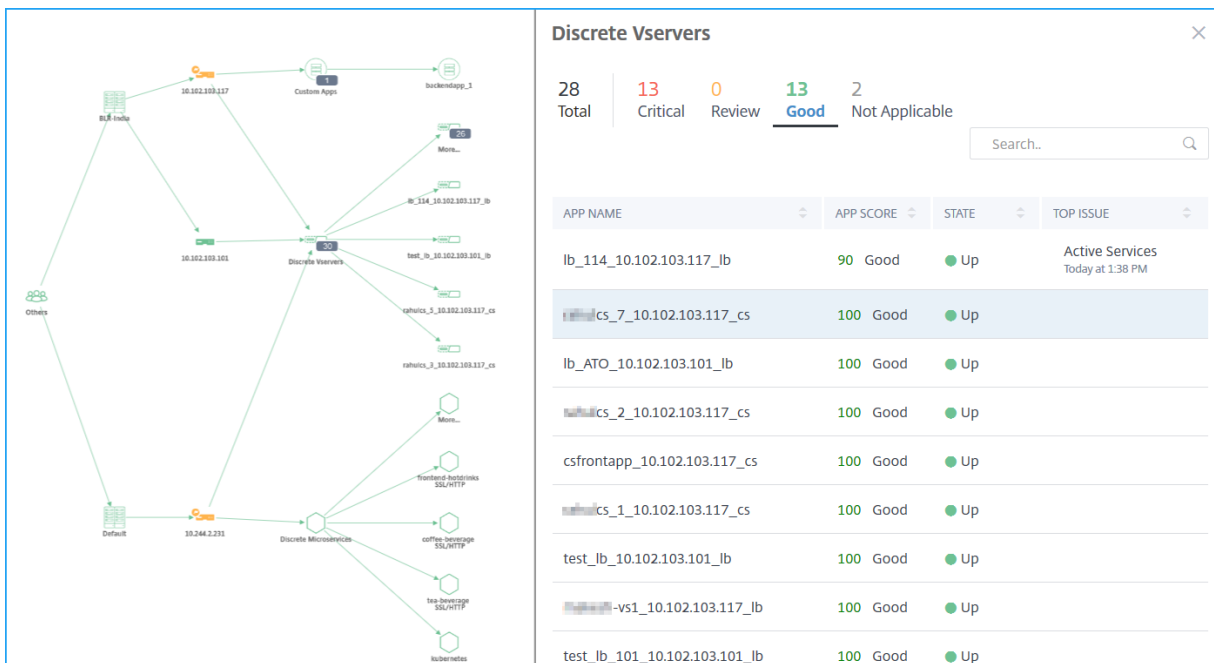 10.102.103.117
1
Custom Apps
backendapp_1
BLR-India
26
More...
lb_114_10.102.103.117_lb
10.102.103.101
30
Discrete Vservers
test_lb_10.102.103.101_lb
Others
rahulcs_5_10.102.103.117_cs
rahulcs_3_10.102.103.117_cs
More...
frontend-hotdrinks
SSL/HTTP
Default
10.244.2.231
Discrete Microservices
coffee-beverage
SSL/HTTP
tea-beverage
SSL/HTTP
kubernetes
Discrete Vservers
28 13 0 13 2
Total Critical Review Good Not Applicable
Search..
APP NAME APP SCORE STATE TOP ISSUE
lb_114_10.102.103.117_lb 90 Good Up Active Services
Today at 1:38 PM
cs_7_10.102.103.117_cs 100 Good Up
lb_ATO_10.102.103.101_lb 100 Good Up
cs_2_10.102.103.117_cs 100 Good Up
csfrontapp_10.102.103.117_cs 100 Good Up
cs_1_10.102.103.117_cs 100 Good Up
test_lb_10.102.103.101_lb 100 Good Up
-vs1_10.102.103.117_lb 100 Good Up
test_lb_101_10.102.103.101_lb 100 Good Up